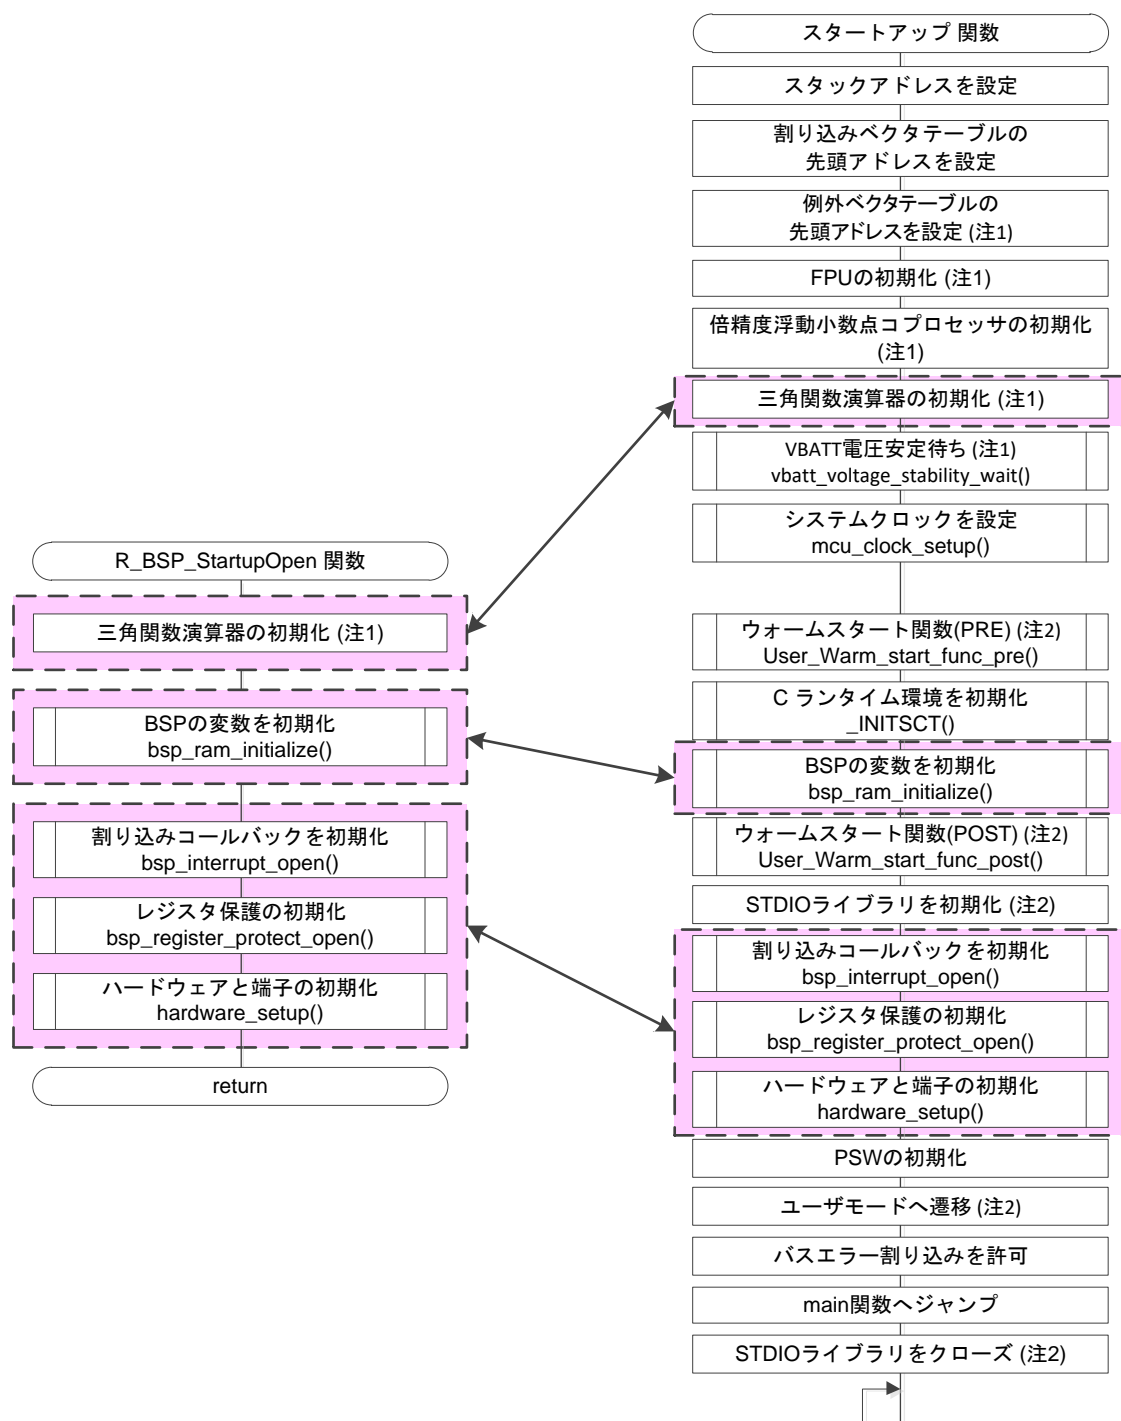 スタートアップ 関数
スタックアドレスを設定
割り込みベクタテーブルの
先頭アドレスを設定
例外ベクタテーブルの
先頭アドレスを設定 (注1)
FPUの初期化 (注1)
倍精度浮動小数点コプロセッサの初期化
(注1)
三角関数演算器の初期化 (注1)
VBATT電圧安定待ち (注1)
vbatt_voltage_stability_wait()
システムクロックを設定
mcu_clock_setup()
ウォームスタート関数(PRE) (注2)
User_Warm_start_func_pre()
C ランタイム環境を初期化
_INITSCT()
BSPの変数を初期化
bsp_ram_initialize()
ウォームスタート関数(POST) (注2)
User_Warm_start_func_post()
STDIOライブラリを初期化 (注2)
割り込みコールバックを初期化
bsp_interrupt_open()
レジスタ保護の初期化
bsp_register_protect_open()
ハードウェアと端子の初期化
hardware_setup()
PSWの初期化
ユーザモードへ遷移 (注2)
バスエラー割り込みを許可
main関数へジャンプ
STDIOライブラリをクローズ (注2)
R_BSP_StartupOpen 関数
三角関数演算器の初期化 (注1)
BSPの変数を初期化
bsp_ram_initialize()
割り込みコールバックを初期化
bsp_interrupt_open()
レジスタ保護の初期化
bsp_register_protect_open()
ハードウェアと端子の初期化
hardware_setup()
return